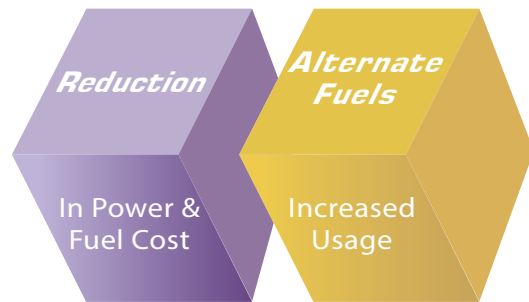 Reduction
In Power &
Fuel Cost
Alternate
Fuels
Increased
Usage